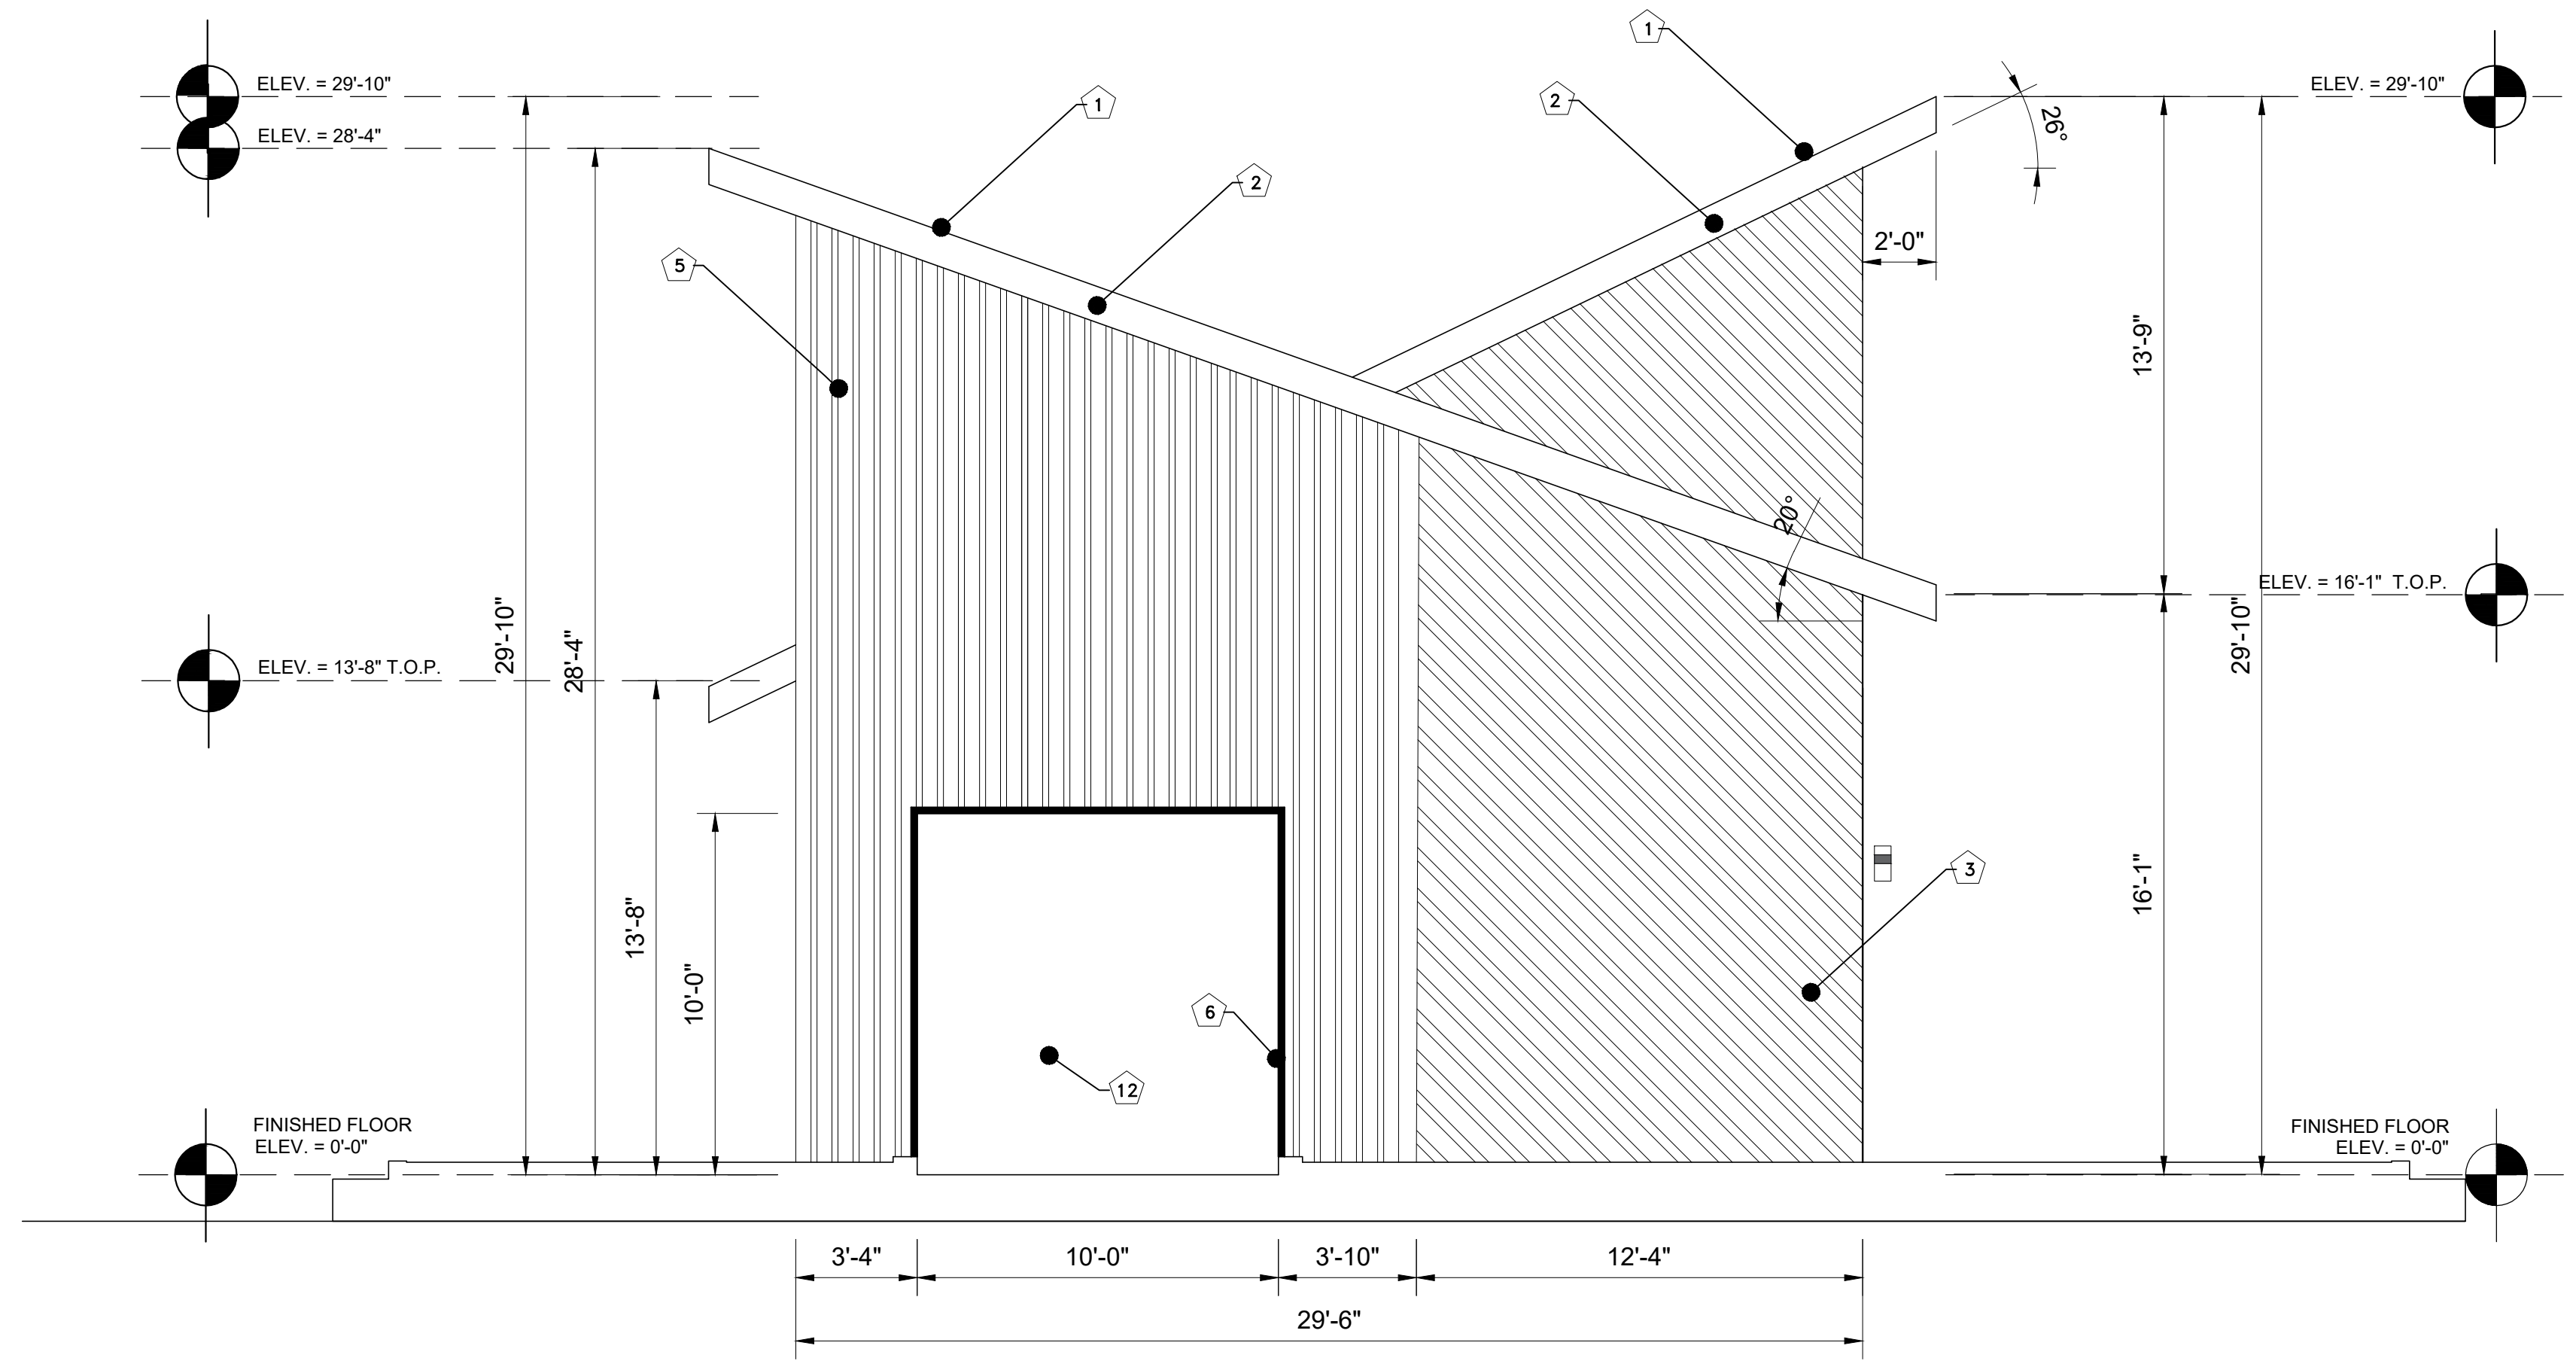 1
ELEV. = 29'-10"
ELEV. = 29'-10"
1
2
26°
ELEV. = 28'-4"
2
5
2'-0"
13'-9"
20°
ELEV. = 16'-1" T.O.P.
29'-10"
28'-4"
29'-10"
ELEV. = 13'-8" T.O.P.
13'-8"
16'-1"
3
10'-0"
6
12
FINISHED FLOOR
ELEV. = 0'-0"
FINISHED FLOOR
ELEV. = 0'-0"
3'-4"
10'-0"
3'-10"
12'-4"
29'-6"